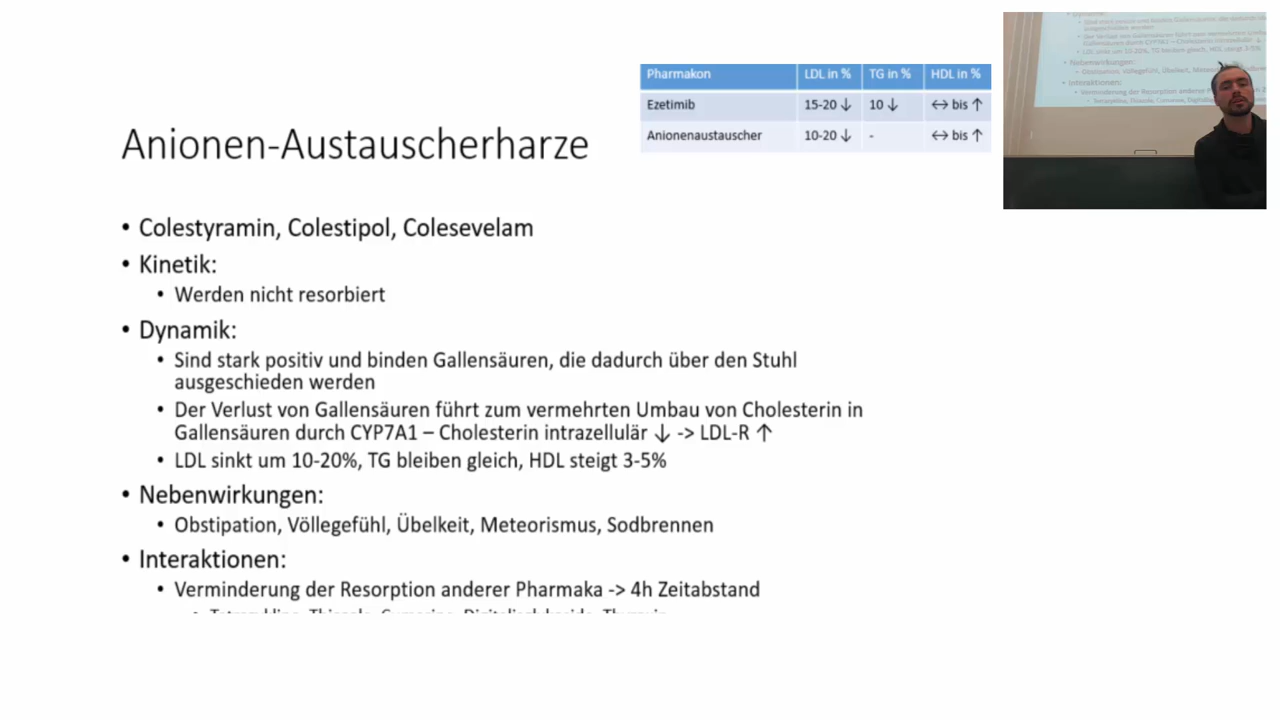 Pharmakon LDL in % TG in % HDL in %
Ezetimib 15-20 ↓ 10 ↓ ↔ bis ↑
Anionenaustauscher 10-20 ↓ - ↔ bis ↑
Anionen-Austauscherharze
• Colestyramin, Colestipol, Colesevelam
• Kinetik:
• Werden nicht resorbiert
• Dynamik:
• Sind stark positiv und binden Gallensäuren, die dadurch über den Stuhl
ausgeschieden werden
• Der Verlust von Gallensäuren führt zum vermehrten Umbau von Cholesterin in
Gallensäuren durch CYP7A1 – Cholesterin intrazellulär ↓ -> LDL-R ↑
• LDL sinkt um 10-20%, TG bleiben gleich, HDL steigt 3-5%
• Nebenwirkungen:
• Obstipation, Völlegefühl, Übelkeit, Meteorismus, Sodbrennen
• Interaktionen:
• Verminderung der Resorption anderer Pharmaka -> 4h Zeitabstand